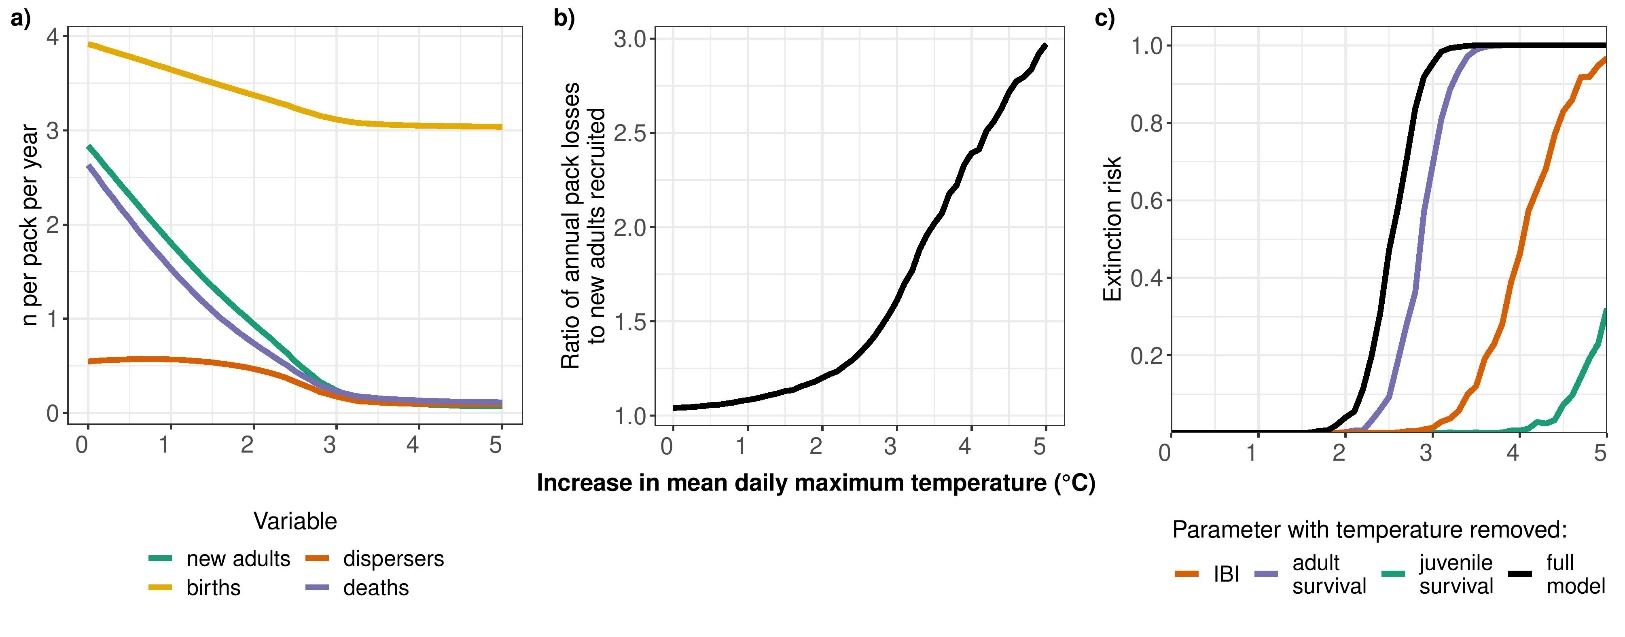 a)
n per pack per year
4
3
2
1
0
0 1 2 3 4 5
b)
Ratio of annual pack losses
to new adults recruited
3.0
2.5
2.0
1.5
1.0
0 1 2 3 4 5
c)
Extinction risk
1.0
0.8
0.6
0.4
0.2
0 1 2 3 4 5
Increase in mean daily maximum temperature (°C)
Variable
new adults dispersers
births deaths
Parameter with temperature removed:
IBI
adult
survival
juvenile
survival
full
model